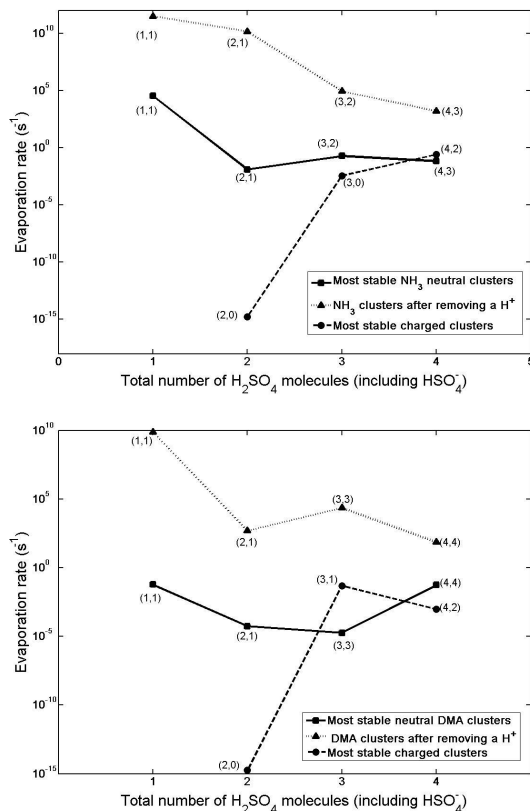 10^10
10^5
10^0
10^-5
10^-10
10^-15
Evaporation rate (s^-1)
(1,1)
(2,1)
(3,2)
(4,3)
(1,1)
(2,1)
(3,2)
(4,3)
(2,0)
(3,0)
(4,2)
Most stable NH3 neutral clusters
NH3 clusters after removing a H+
Most stable charged clusters
0 1 2 3 4 5
Total number of H2SO4 molecules (including HSO4^-)
10^10
10^5
10^0
10^-5
10^-10
10^-15
Evaporation rate (s^-1)
(1,1)
(2,1)
(3,3)
(4,4)
(1,1)
(2,1)
(3,3)
(4,4)
(2,0)
(3,1)
(4,2)
Most stable neutral DMA clusters
DMA clusters after removing a H+
Most stable charged clusters
1 2 3 4
Total number of H2SO4 molecules (including HSO4^-)